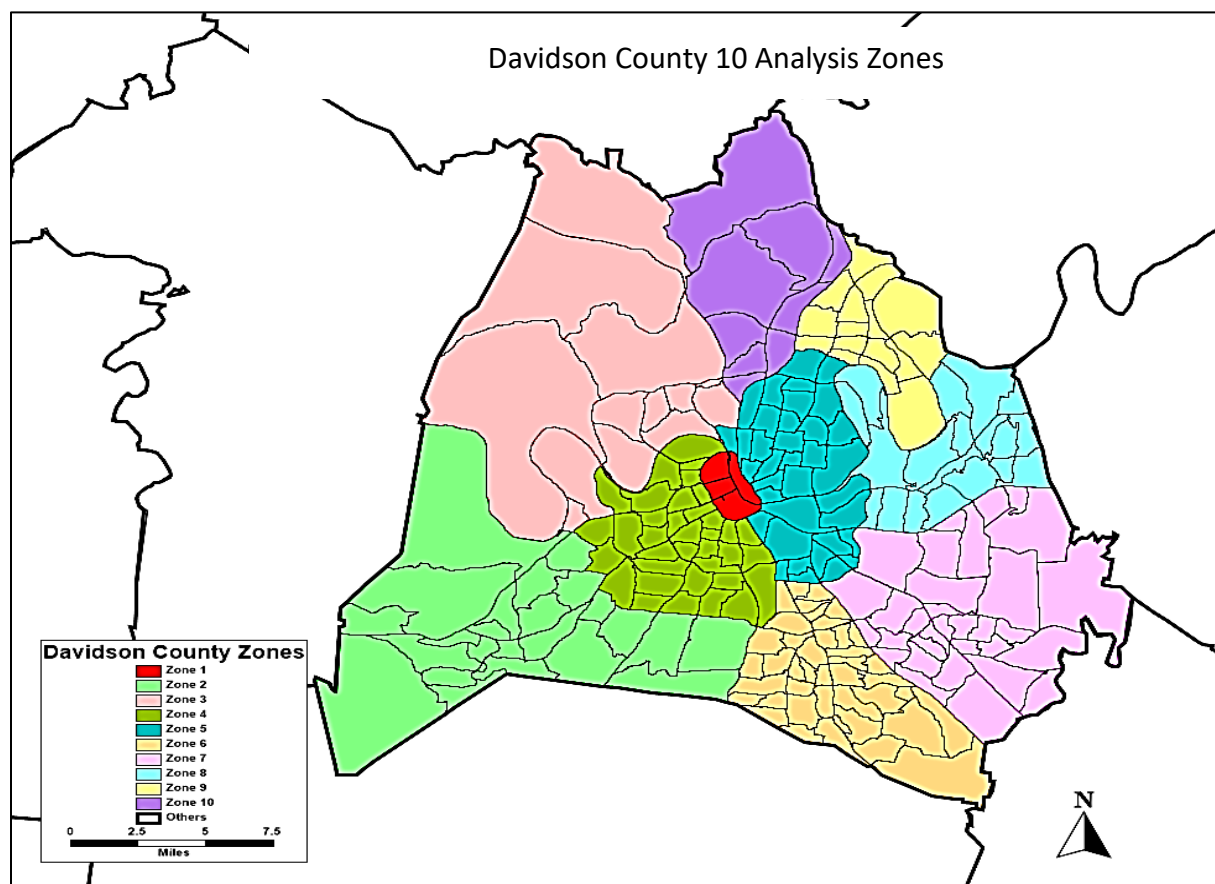 Davidson County 10 Analysis Zones
N
Davidson County Zones
Zone 1
Zone 2
Zone 3
Zone 4
Zone 5
Zone 6
Zone 7
Zone 8
Zone 9
Zone 10
Others
0 2.5 5 7.5
Miles